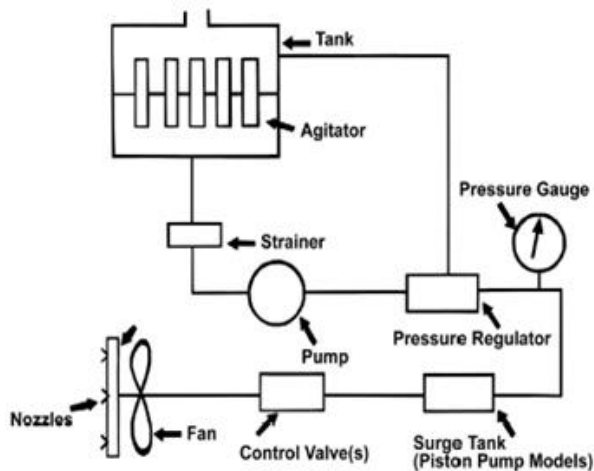 Tank
Agitator
Pressure Gauge
Strainer
Pressure Regulator
Pump
Nozzles
Fan
Control Valve(s)
Surge Tank
(Piston Pump Models)